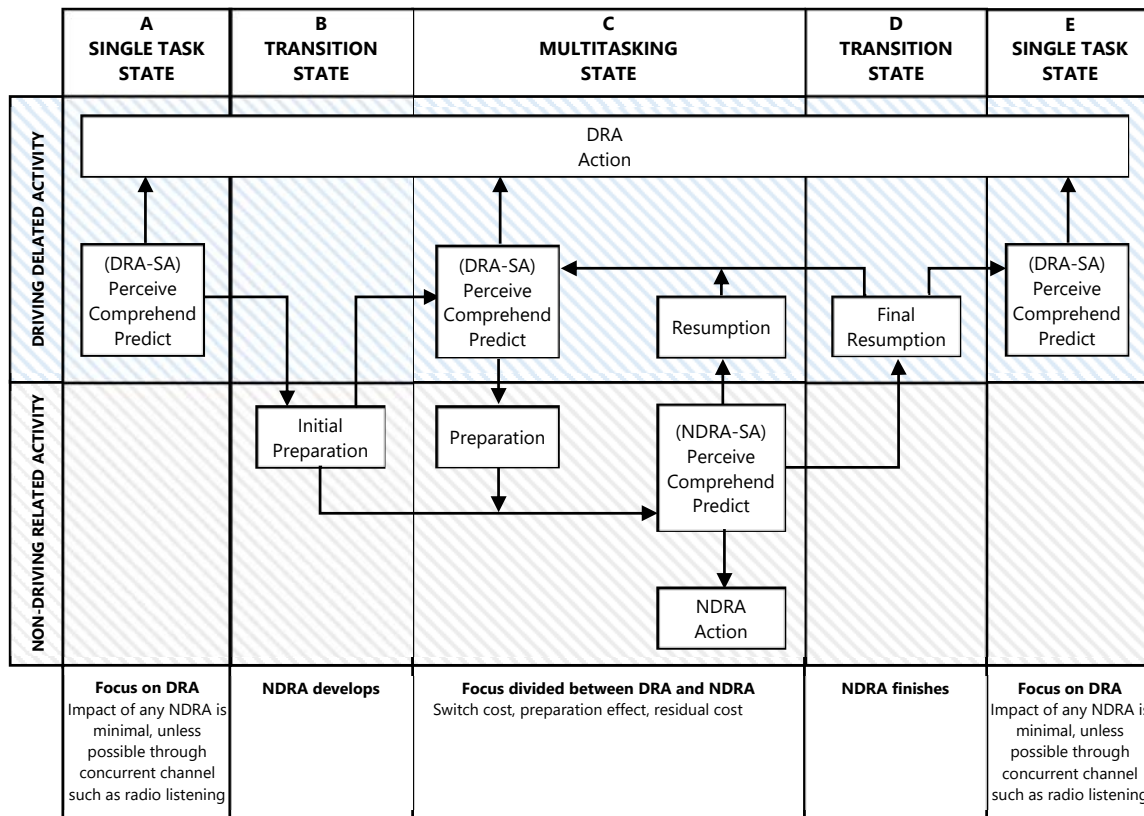 A
SINGLE TASK
STATE
B
TRANSITION
STATE
C
MULTITASKING
STATE
D
TRANSITION
STATE
E
SINGLE TASK
STATE
DRIVING DELATED ACTIVITY
DRA
Action
(DRA-SA)
Perceive
Comprehend
Predict
(DRA-SA)
Perceive
Comprehend
Predict
Resumption
Final
Resumption
(DRA-SA)
Perceive
Comprehend
Predict
NON-DRIVING RELATED ACTIVITY
Initial
Preparation
Preparation
(NDRA-SA)
Perceive
Comprehend
Predict
NDRA
Action
Focus on DRA
Impact of any NDRA is
minimal, unless
possible through
concurrent channel
such as radio listening
NDRA develops
Focus divided between DRA and NDRA
Switch cost, preparation effect, residual cost
NDRA finishes
Focus on DRA
Impact of any NDRA is
minimal, unless
possible through
concurrent channel
such as radio listening